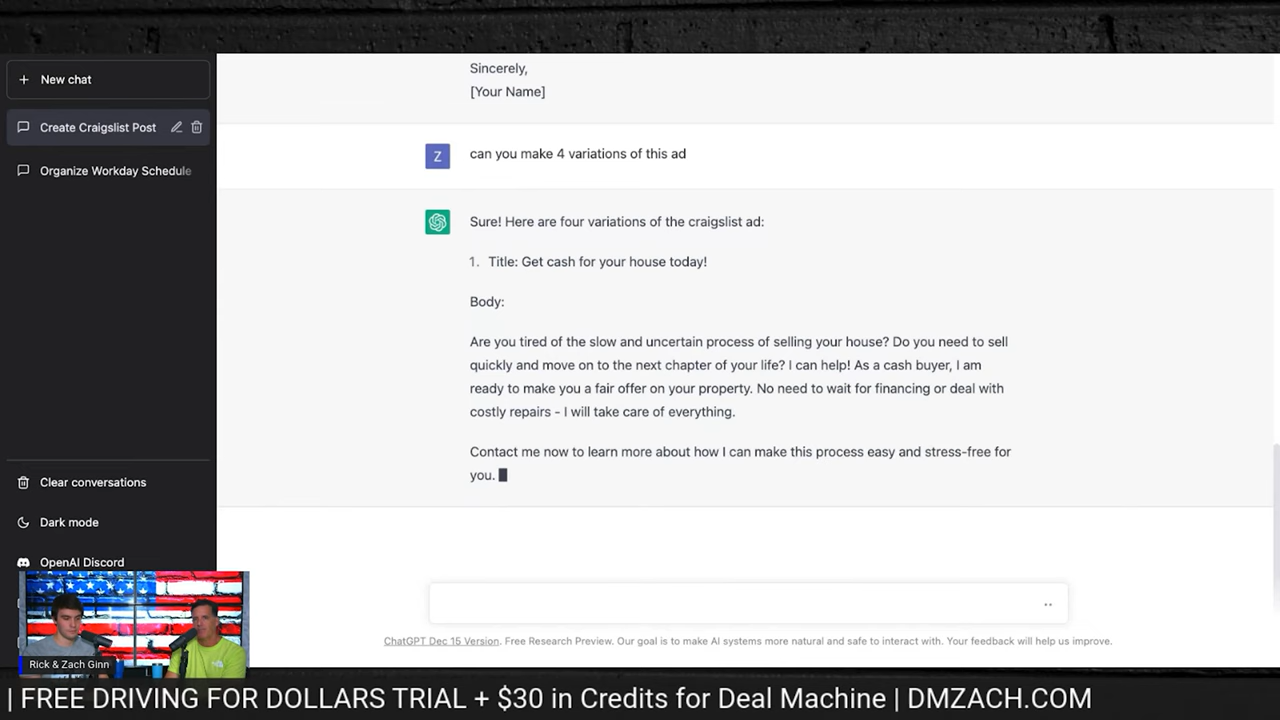 New chat
Create Craigslist Post
Organize Workday Schedule
Clear conversations
Dark mode
OpenAI Discord
Sincerely,
[Your Name]
Z
can you make 4 variations of this ad
Sure! Here are four variations of the craigslist ad:
1. Title: Get cash for your house today!
Body:
Are you tired of the slow and uncertain process of selling your house? Do you need to sell
quickly and move on to the next chapter of your life? I can help! As a cash buyer, I am
ready to make you a fair offer on your property. No need to wait for financing or deal with
costly repairs - I will take care of everything.
Contact me now to learn more about how I can make this process easy and stress-free for
you.
ChatGPT Dec 15 Version. Free Research Preview. Our goal is to make AI systems more natural and safe to interact with. Your feedback will help us improve.
Rick & Zach Ginn
| FREE DRIVING FOR DOLLARS TRIAL + $30 in Credits for Deal Machine | DMZACH.COM